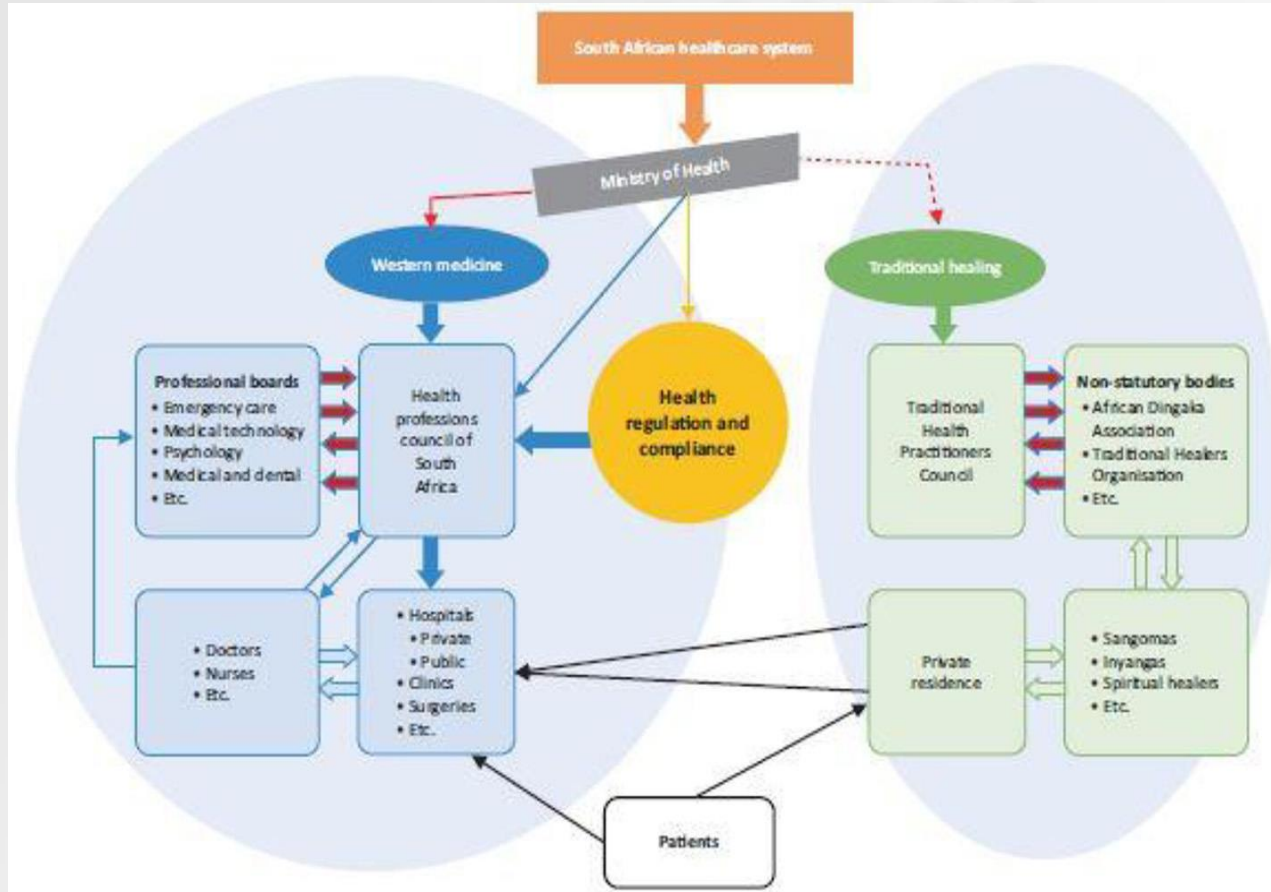 South African healthcare system
Ministry of Health
Western medicine
Traditional healing
Professional boards
• Emergency care
• Medical technology
• Psychology
• Medical and dental
• Etc.
Health
professions
council of
South
Africa
Health
regulation and
compliance
Traditional
Health
Practitioners
Council
Non-statutory bodies
• African Dingaka
Association
• Traditional Healers
Organisation
• Etc.
• Doctors
• Nurses
• Etc.
• Hospitals
• Private
• Public
• Clinics
• Surgeries
• Etc.
Private
residence
• Sangomas
• Inyangas
• Spiritual healers
• Etc.
Patients